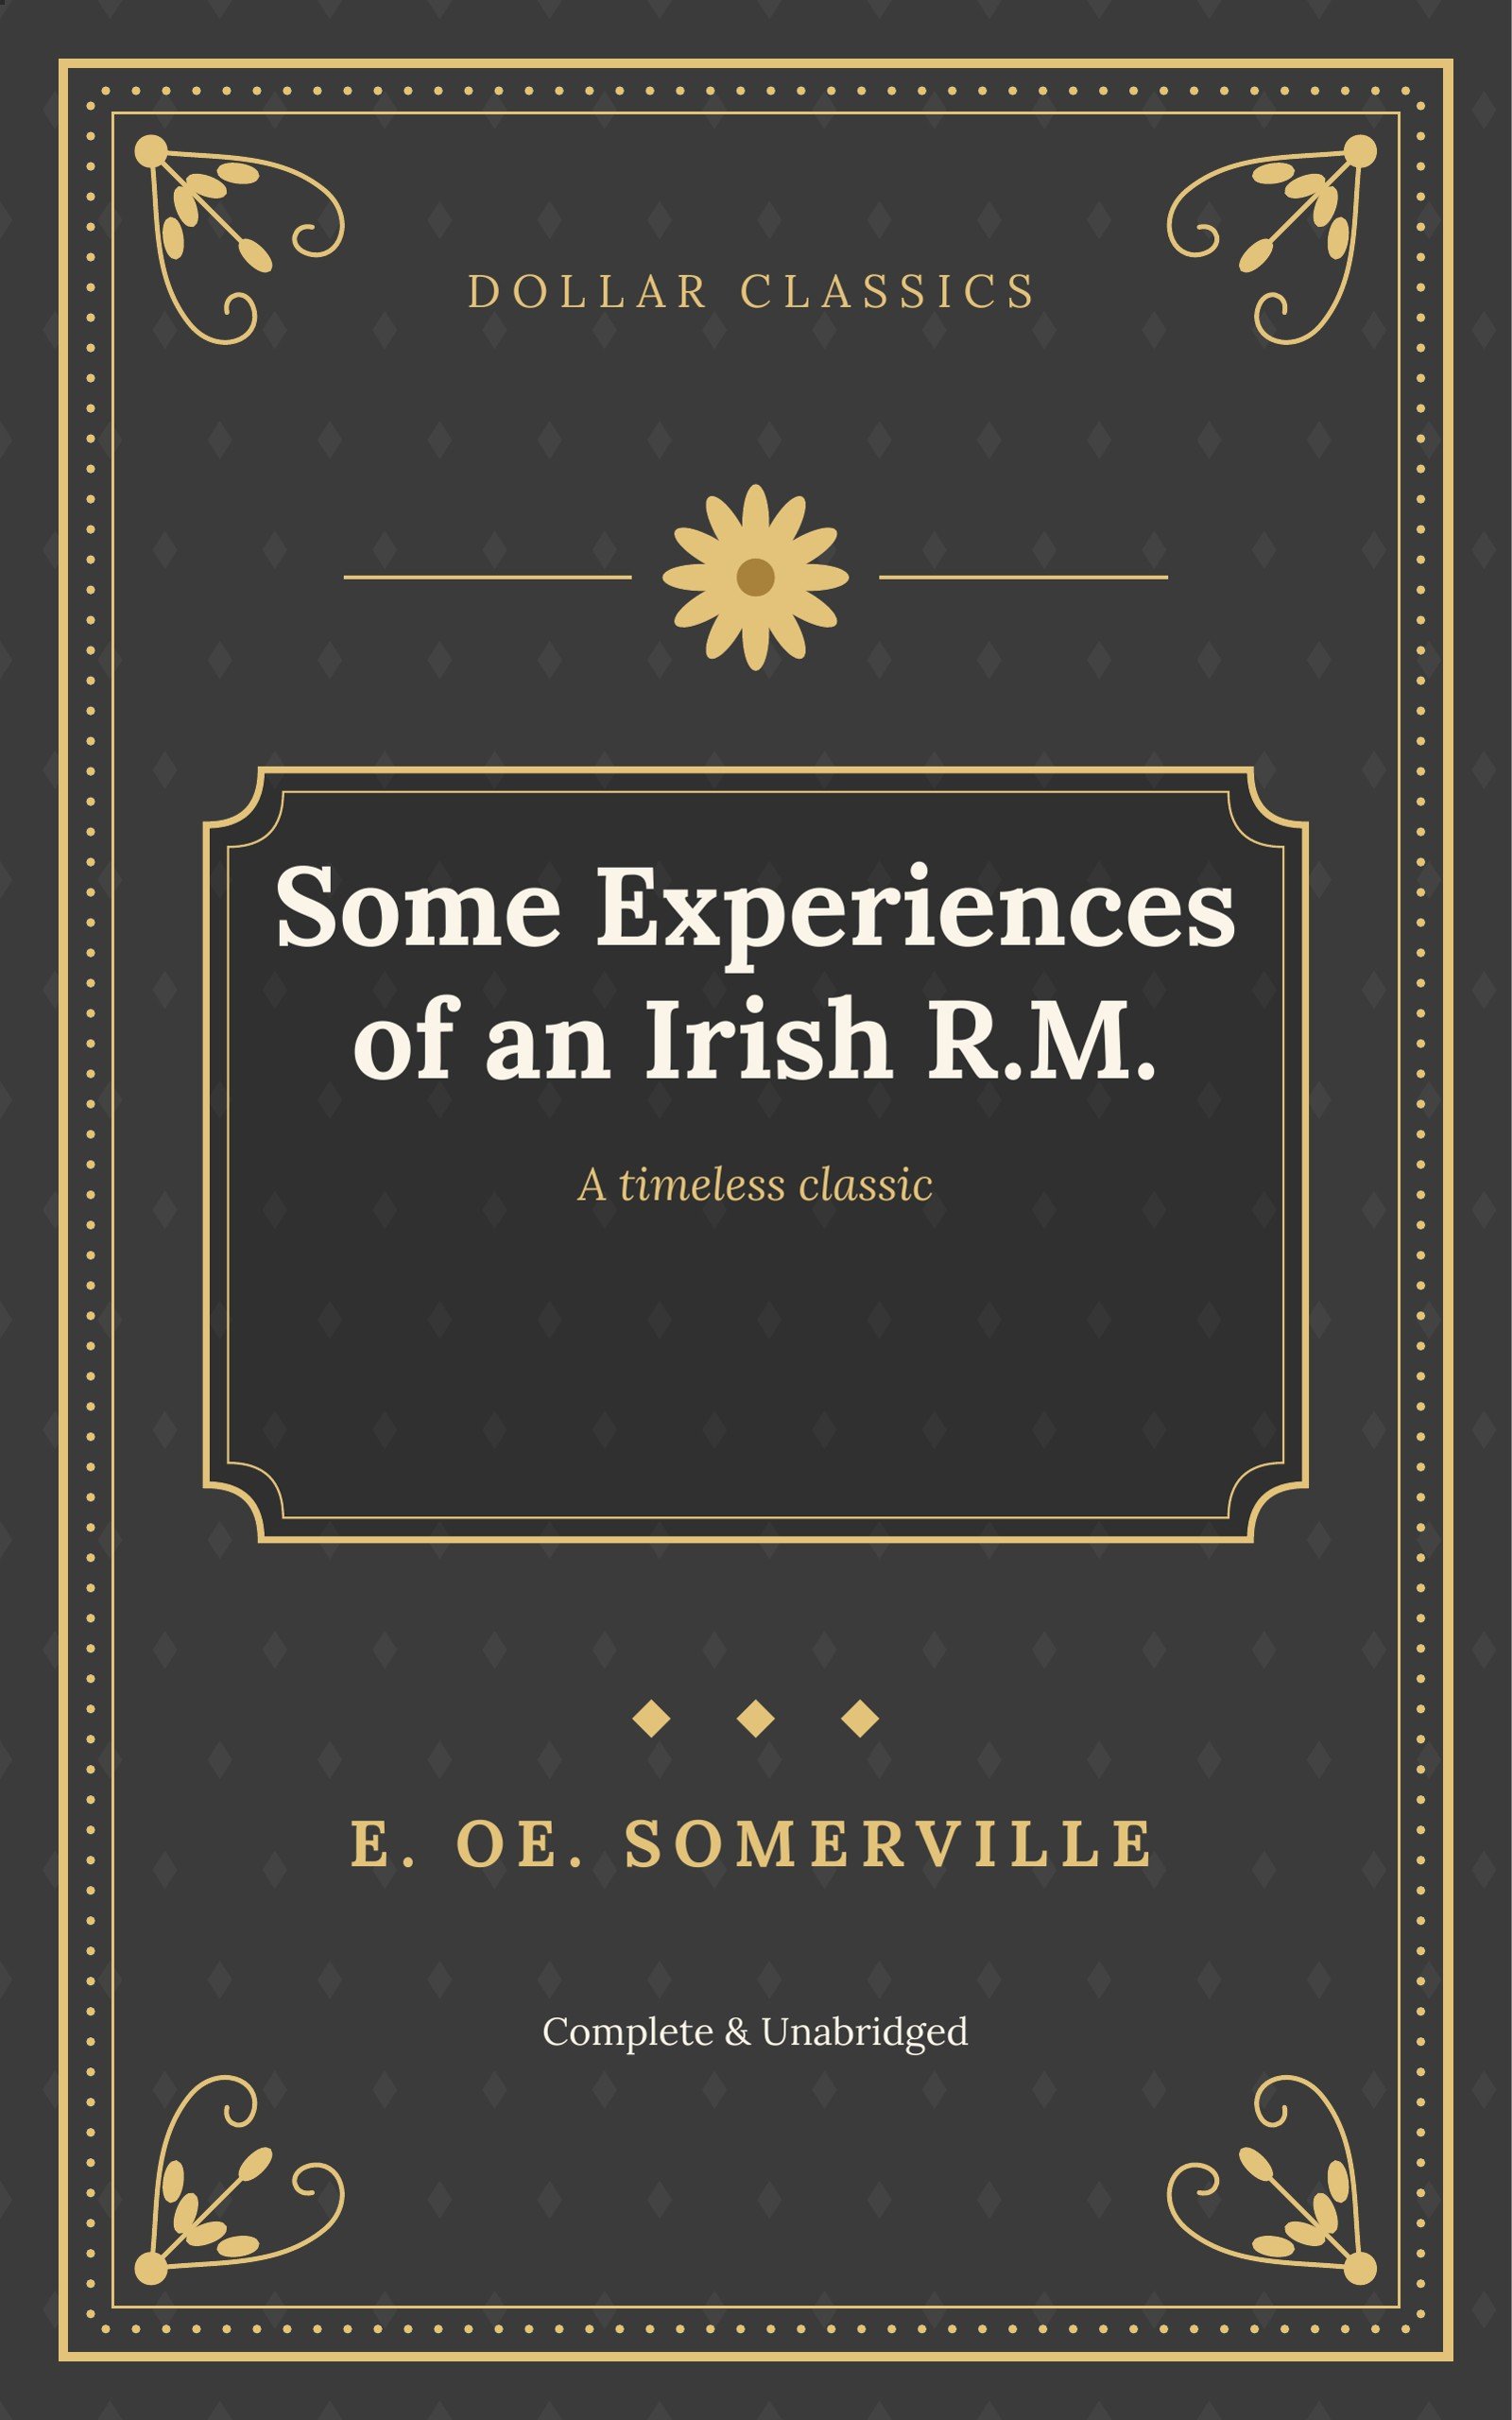 DOLLAR CLASSICS
Some Experiences
of an Irish R.M.
A timeless classic
E. OE. SOMERVILLE
Complete & Unabridged